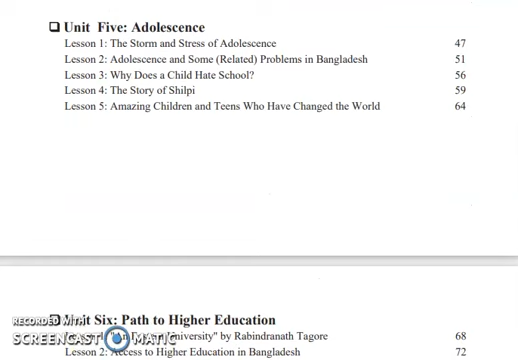 Unit Five: Adolescence
Lesson 1: The Storm and Stress of Adolescence 47
Lesson 2: Adolescence and Some (Related) Problems in Bangladesh 51
Lesson 3: Why Does a Child Hate School? 56
Lesson 4: The Story of Shilpi 59
Lesson 5: Amazing Children and Teens Who Have Changed the World 64
Unit Six: Path to Higher Education
RECORDED WITH
University" by Rabindranath Tagore 68
SCREENCAST MATIC
Lesson 2: Access to Higher Education in Bangladesh 72